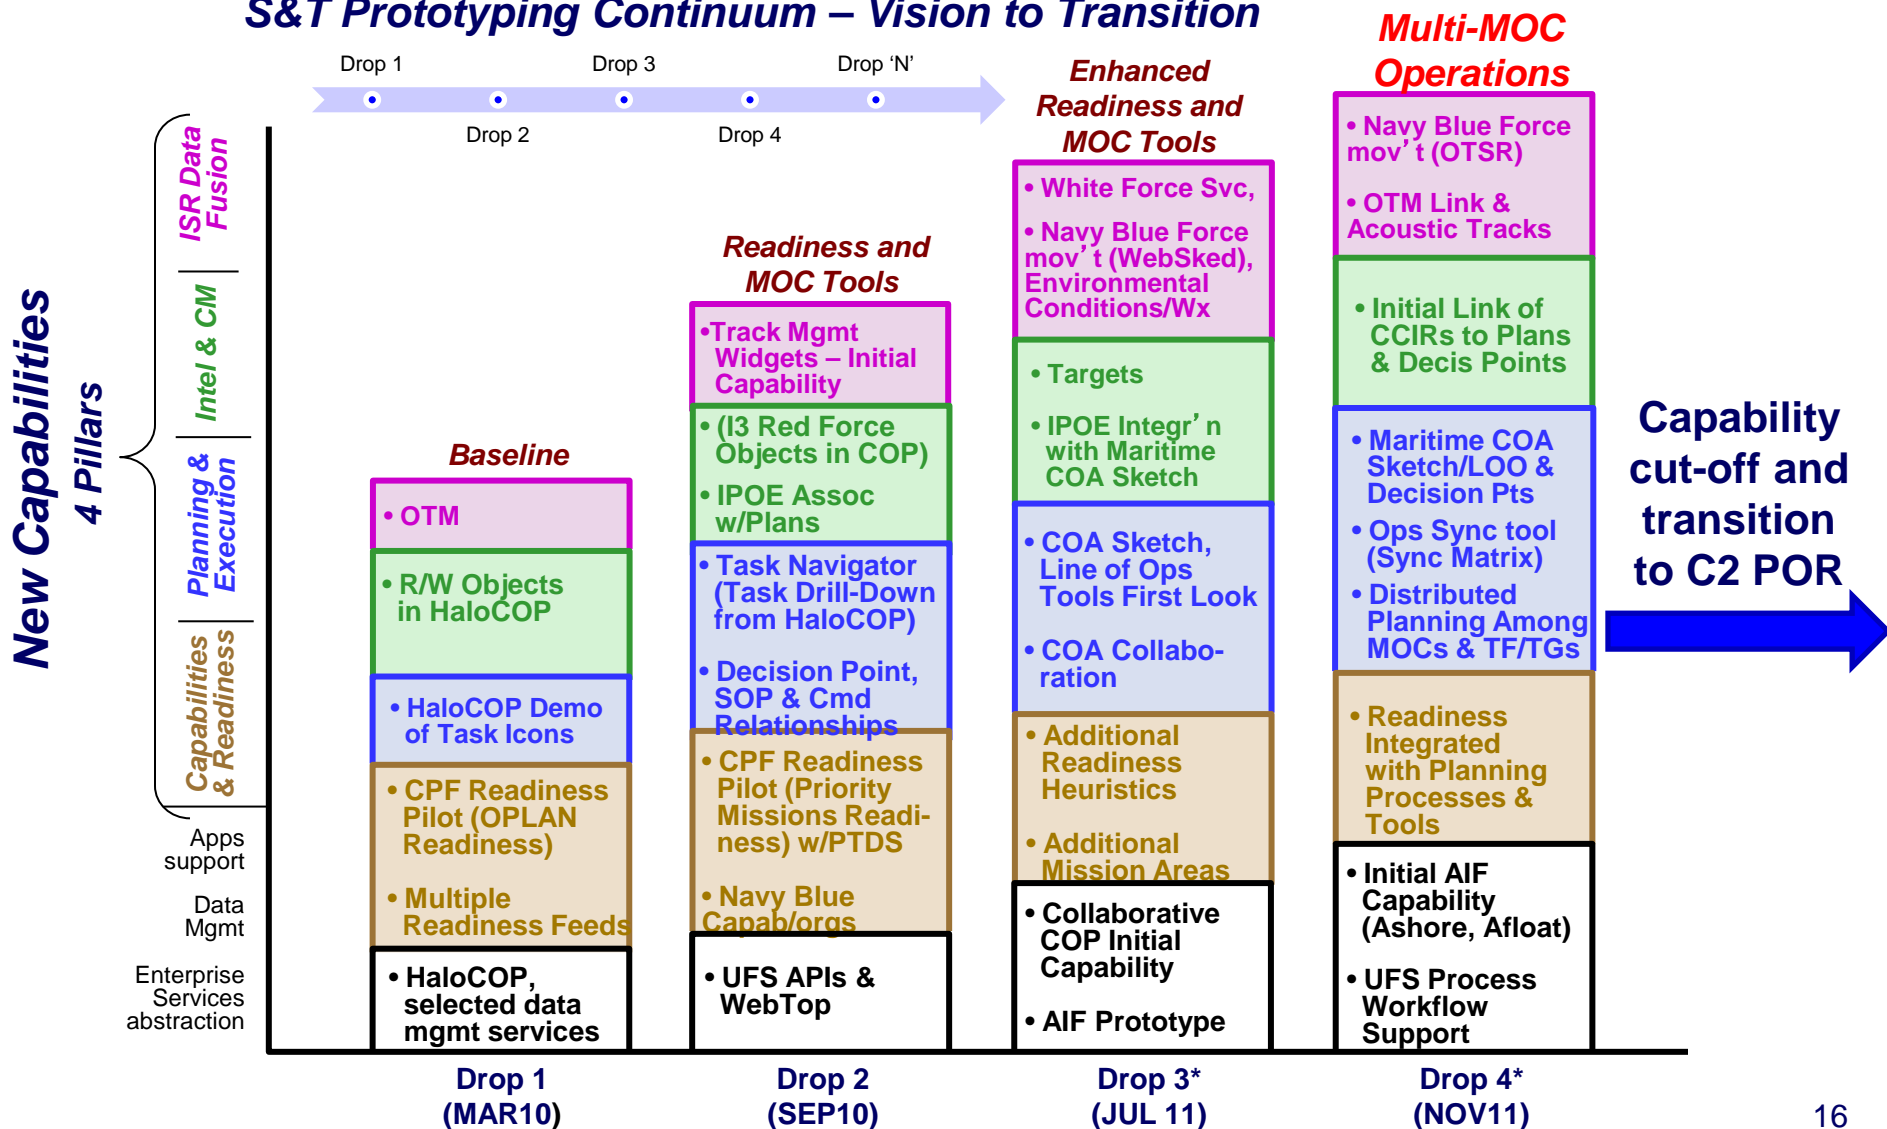 S&T Prototyping Continuum – Vision to Transition
Drop 1
Drop 3
Drop ‘N’
Drop 2
Drop 4
New Capabilities
4 Pillars
ISR Data
Fusion
Intel & CM
Planning &
Execution
Capabilities
& Readiness
Apps
support
Data
Mgmt
Enterprise
Services
abstraction
Baseline
• OTM
• R/W Objects
in HaloCOP
• HaloCOP Demo
of Task Icons
• CPF Readiness
Pilot (OPLAN
Readiness)
• Multiple
Readiness Feeds
• HaloCOP,
selected data
mgmt services
Drop 1
(MAR10)
Readiness and
MOC Tools
•Track Mgmt
Widgets – Initial
Capability
• (I3 Red Force
Objects in COP)
• IPOE Assoc
w/Plans
• Task Navigator
(Task Drill-Down
from HaloCOP)
• Decision Point,
SOP & Cmd
Relationships
• CPF Readiness
Pilot (Priority
Missions Readi-
ness) w/PTDS
• Navy Blue
Capab/orgs
• UFS APIs &
WebTop
Drop 2
(SEP10)
Enhanced
Readiness and
MOC Tools
• White Force Svc,
• Navy Blue Force
mov’t (WebSked),
Environmental
Conditions/Wx
• Targets
• IPOE Integr’n
with Maritime
COA Sketch
• COA Sketch,
Line of Ops
Tools First Look
• COA Collabo-
ration
• Additional
Readiness
Heuristics
• Additional
Mission Areas
• Collaborative
COP Initial
Capability
• AIF Prototype
Drop 3*
(JUL 11)
Multi-MOC
Operations
• Navy Blue Force
mov’t (OTSR)
• OTM Link &
Acoustic Tracks
• Initial Link of
CCIRs to Plans
& Decis Points
• Maritime COA
Sketch/LOO &
Decision Pts
• Ops Sync tool
(Sync Matrix)
• Distributed
Planning Among
MOCs & TF/TGs
• Readiness
Integrated
with Planning
Processes &
Tools
• Initial AIF
Capability
(Ashore, Afloat)
• UFS Process
Workflow
Support
Drop 4*
(NOV11)
Capability
cut-off and
transition
to C2 POR
16